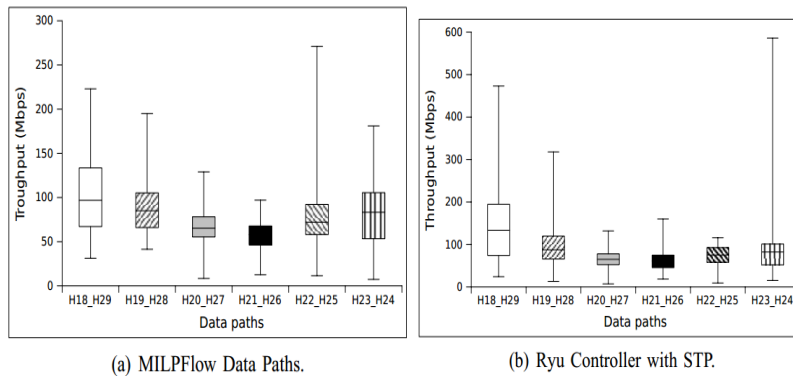 300
250
200
150
100
50
0
Troughput (Mbps)
H18_H29 H19_H28 H20_H27 H21_H26 H22_H25 H23_H24
Data paths
(a) MILPFlow Data Paths.
600
500
400
300
200
100
0
Throughput (Mbps)
H18_H29 H19_H28 H20_H27 H21_H26 H22_H25 H23_H24
Data paths
(b) Ryu Controller with STP.